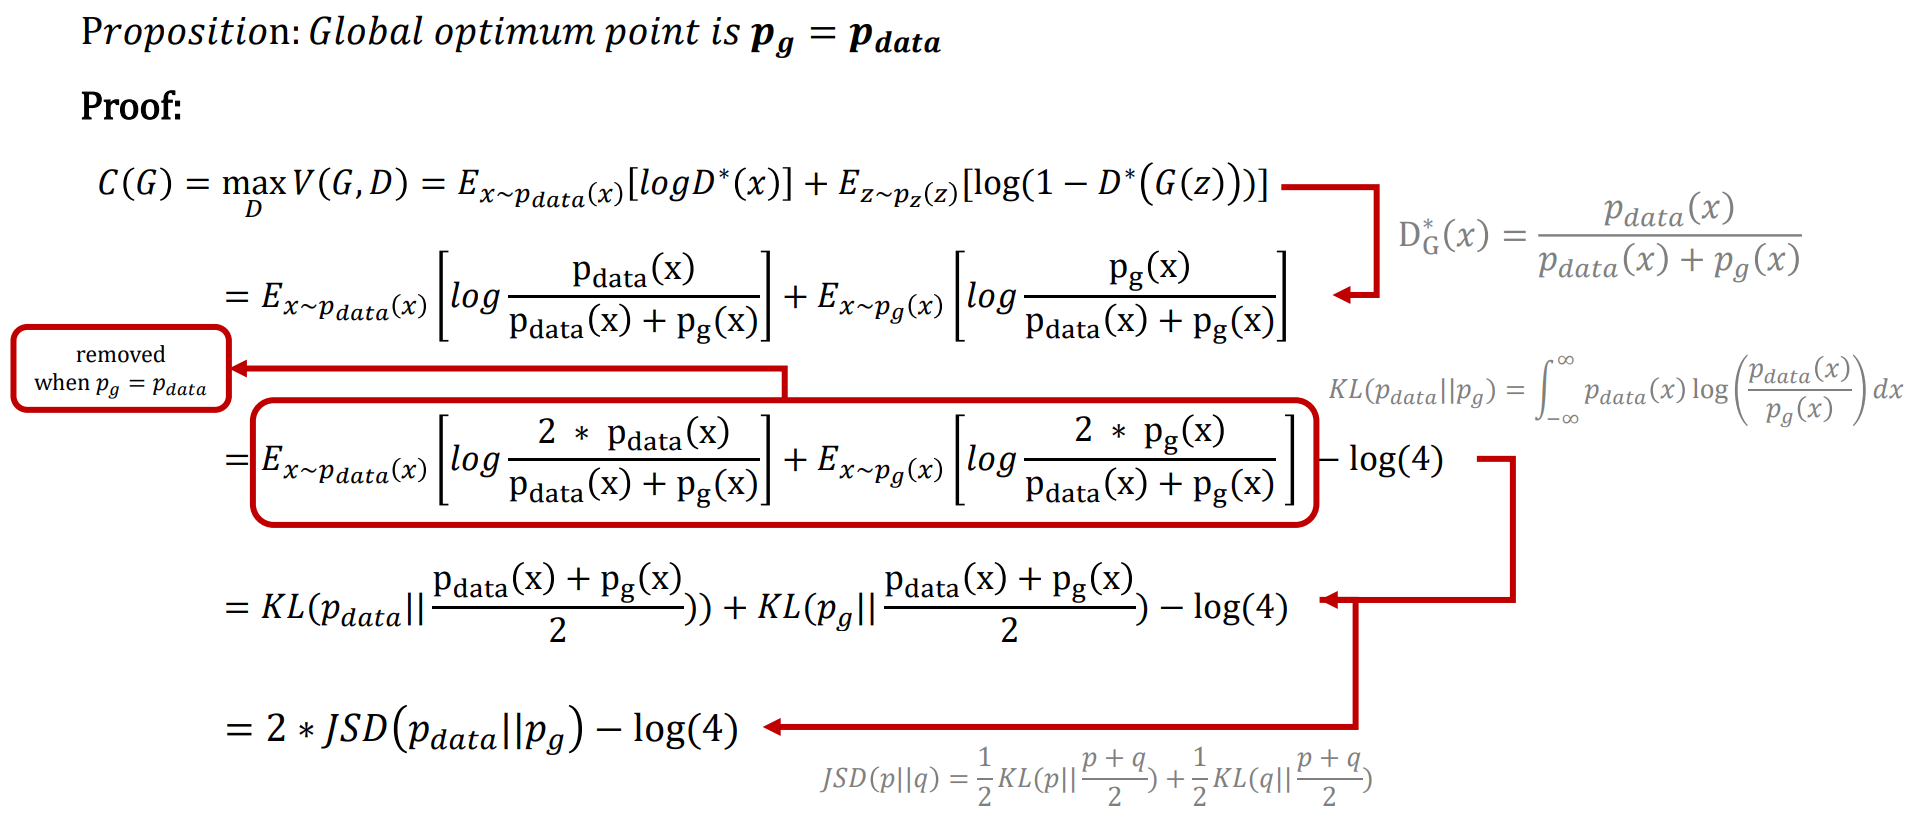 Proposition: Global optimum point is p_g = p_data
Proof:
C(G) = max_D V(G, D) = E_{x~p_data(x)}[logD*(x)] + E_{z~p_z(z)}[log(1 − D*(G(z)))]
D*_G(x) = p_data(x) / (p_data(x) + p_g(x))
= E_{x~p_data(x)} [log p_data(x) / (p_data(x) + p_g(x))] + E_{x~p_g(x)} [log p_g(x) / (p_data(x) + p_g(x))]
removed
when p_g = p_data
KL(p_data||p_g) = ∫_{−∞}^{∞} p_data(x) log (p_data(x) / p_g(x)) dx
= E_{x~p_data(x)} [log 2 * p_data(x) / (p_data(x) + p_g(x))] + E_{x~p_g(x)} [log 2 * p_g(x) / (p_data(x) + p_g(x))] − log(4)
= KL(p_data|| (p_data(x) + p_g(x)) / 2)) + KL(p_g|| (p_data(x) + p_g(x)) / 2) − log(4)
= 2 * JSD(p_data||p_g) − log(4)
JSD(p||q) = 1/2 KL(p|| (p + q)/2) + 1/2 KL(q|| (p + q)/2)